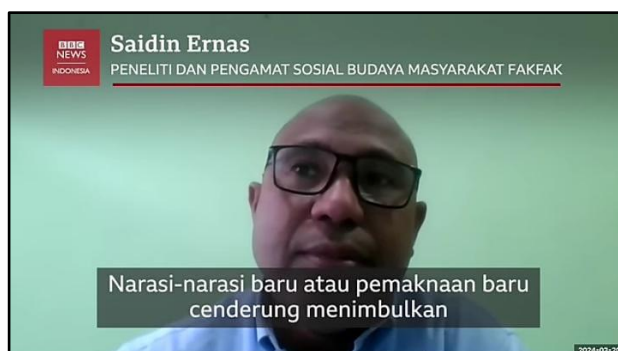 BBC
NEWS
INDONESIA
Saidin Ernas
PENELITI DAN PENGAMAT SOSIAL BUDAYA MASYARAKAT FAKFAK
Narasi-narasi baru atau pemaknaan baru
cenderung menimbulkan